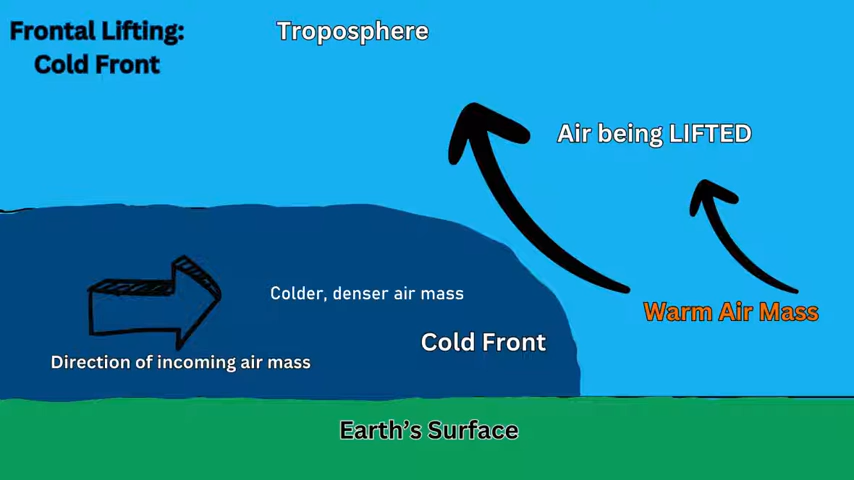 Frontal Lifting:
Cold Front
Troposphere
Air being LIFTED
Colder, denser air mass
Warm Air Mass
Cold Front
Direction of incoming air mass
Earth's Surface